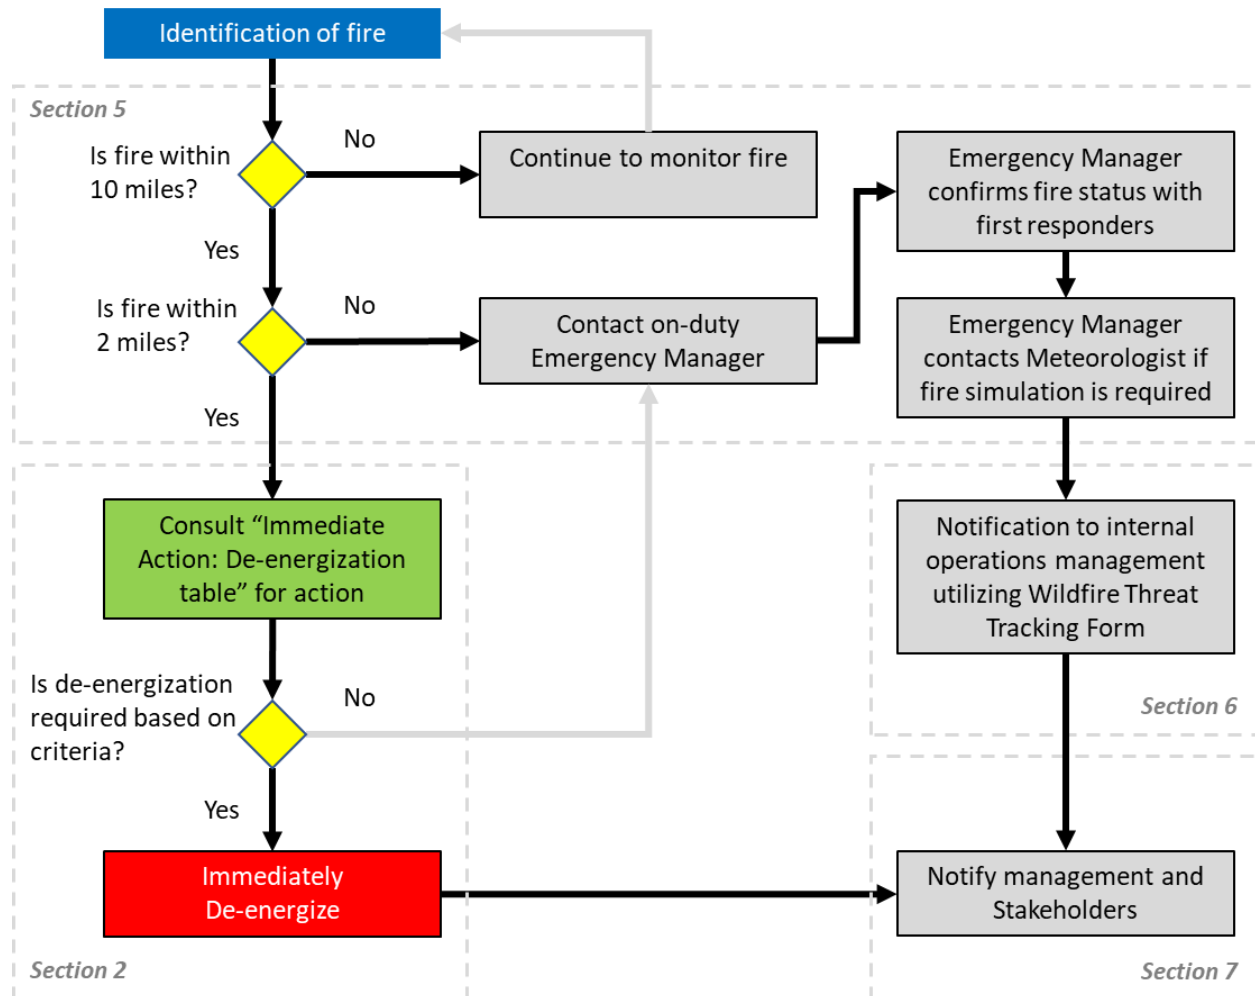 Identification of fire
Section 5
Is fire within
10 miles?
No
Continue to monitor fire
Emergency Manager
confirms fire status with
first responders
Yes
Is fire within
2 miles?
No
Contact on-duty
Emergency Manager
Emergency Manager
contacts Meteorologist if
fire simulation is required
Yes
Consult “Immediate
Action: De-energization
table” for action
Notification to internal
operations management
utilizing Wildfire Threat
Tracking Form
Is de-energization
required based on
criteria?
No
Section 6
Yes
Immediately
De-energize
Notify management and
Stakeholders
Section 2
Section 7